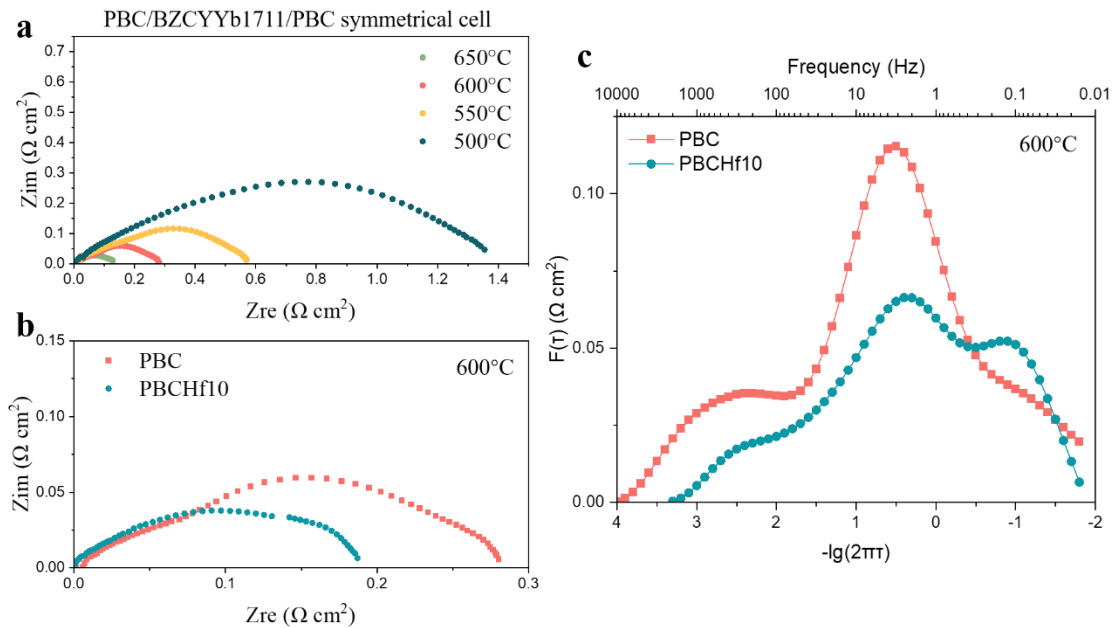 a
PBC/BZCYYb1711/PBC symmetrical cell
650°C
600°C
550°C
500°C
0.7
0.6
0.5
0.4
0.3
0.2
0.1
0.0
Zim (Ω cm²)
0.0 0.2 0.4 0.6 0.8 1.0 1.2 1.4
Zre (Ω cm²)
b
PBC
PBCHf10
600°C
0.15
0.10
0.05
0.00
Zim (Ω cm²)
0.0 0.1 0.2 0.3
Zre (Ω cm²)
c
Frequency (Hz)
10000 1000 100 10 1 0.1 0.01
PBC
PBCHf10
600°C
0.10
0.05
0.00
F(τ) (Ω cm²)
4 3 2 1 0 -1 -2
-lg(2πτ)